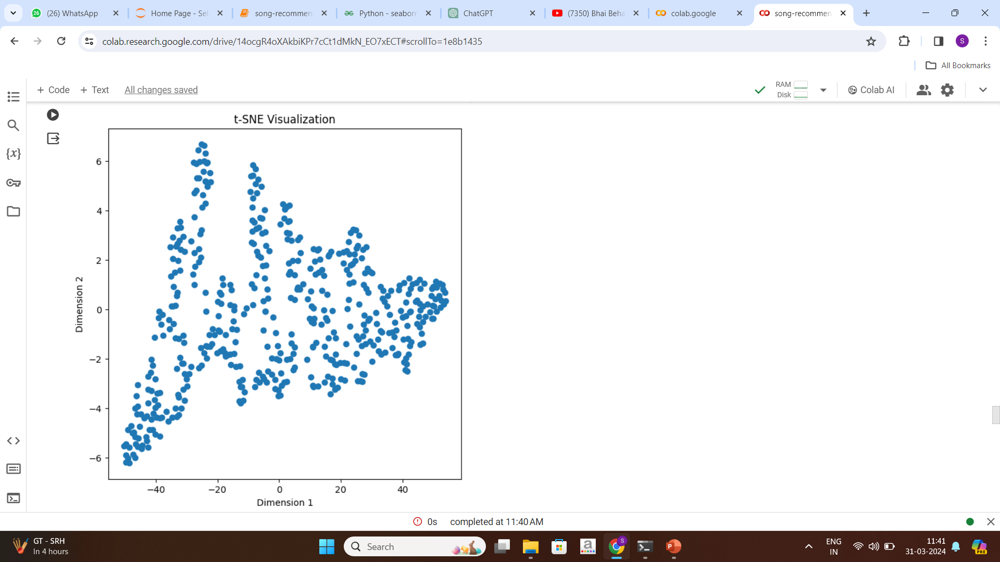 (26) WhatsApp
Home Page - Sel
song-recommen
Python - seaborn
ChatGPT
(7350) Bhai Beha
colab.google
song-recommen
colab.research.google.com/drive/14ocgR4oXAkbiKPr7cCt1dMkN_EO7xECT#scrollTo=1e8b1435
S
All Bookmarks
+ Code + Text All changes saved
RAM
Disk
Colab AI
{x}
t-SNE Visualization
6
4
2
0
−2
−4
−6
Dimension 2
−40 −20 0 20 40
Dimension 1
0s completed at 11:40 AM
GT - SRH
In 4 hours
Search
ENG
IN
11:41
31-03-2024
PRE